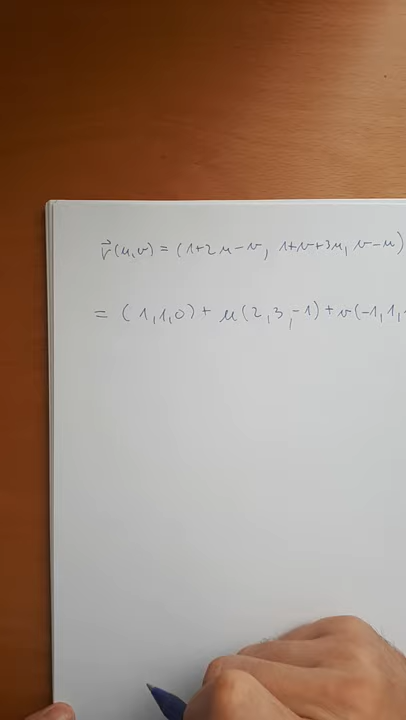 r⃗(u,v) = (1+2u-v, 1+v+3u, v-u)
= (1,1,0) + u(2,3,-1) + v(-1,1,